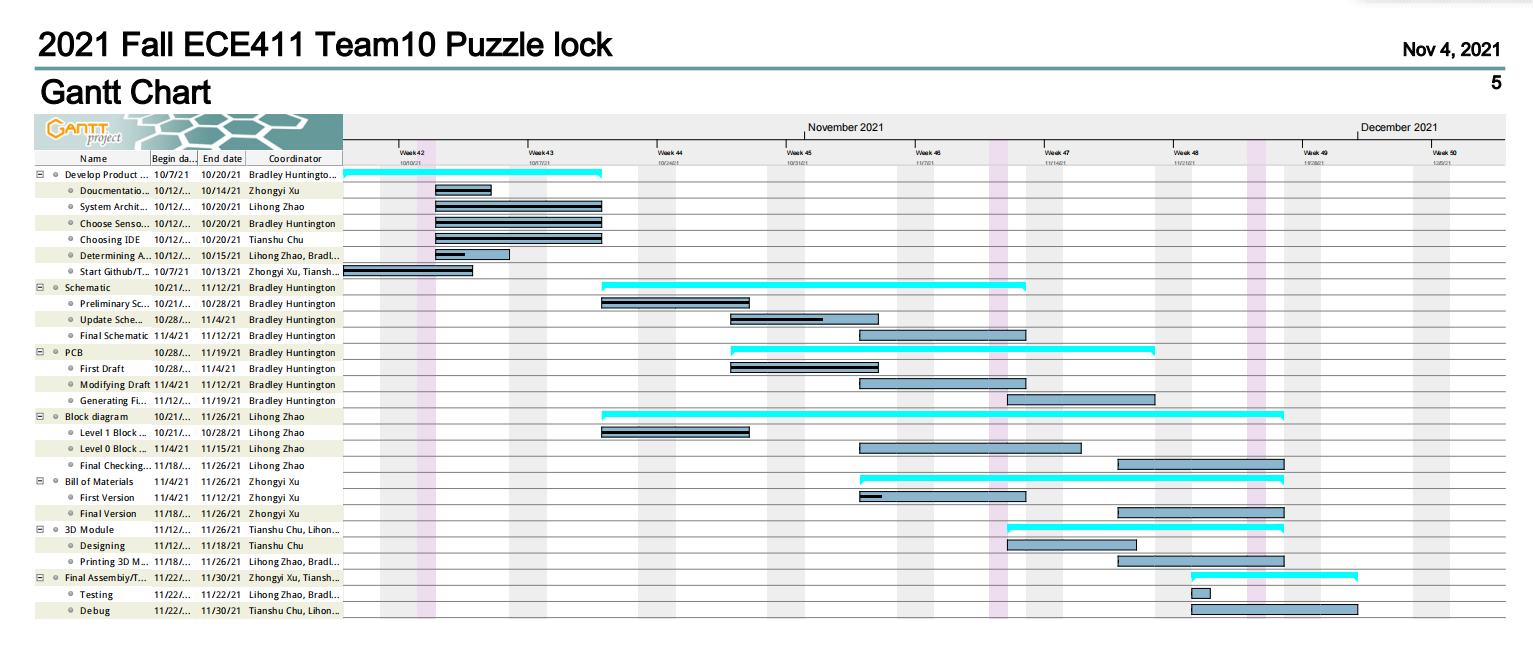 2021 Fall ECE411 Team10 Puzzle lock
Nov 4, 2021
Gantt Chart
5
GANTT project
November 2021
December 2021
Week 42
Week 43
Week 44
Week 45
Week 46
Week 47
Week 48
Week 49
Week 50
10/10/21
10/17/21
10/24/21
10/31/21
11/7/21
11/14/21
11/21/21
11/28/21
12/5/21
Name Begin da... End date Coordinator
Develop Product ... 10/7/21 10/20/21 Bradley Huntingto...
Doucmentatio... 10/12/... 10/14/21 Zhongyi Xu
System Archit... 10/12/... 10/20/21 Lihong Zhao
Choose Senso... 10/12/... 10/20/21 Bradley Huntington
Choosing IDE 10/12/... 10/20/21 Tianshu Chu
Determining A... 10/12/... 10/15/21 Lihong Zhao, Bradl...
Start Github/T... 10/7/21 10/13/21 Zhongyi Xu, Tiansh...
Schematic 10/21/... 11/12/21 Bradley Huntington
Preliminary Sc... 10/21/... 10/28/21 Bradley Huntington
Update Sche... 10/28/... 11/4/21 Bradley Huntington
Final Schematic 11/4/21 11/12/21 Bradley Huntington
PCB 10/28/... 11/19/21 Bradley Huntington
First Draft 10/28/... 11/4/21 Bradley Huntington
Modifying Draft 11/4/21 11/12/21 Bradley Huntington
Generating Fi... 11/12/... 11/19/21 Bradley Huntington
Block diagram 10/21/... 11/26/21 Lihong Zhao
Level 1 Block ... 10/21/... 10/28/21 Lihong Zhao
Level 0 Block ... 11/4/21 11/15/21 Lihong Zhao
Final Checking... 11/18/... 11/26/21 Lihong Zhao
Bill of Materials 11/4/21 11/26/21 Zhongyi Xu
First Version 11/4/21 11/12/21 Zhongyi Xu
Final Version 11/18/... 11/26/21 Zhongyi Xu
3D Module 11/12/... 11/26/21 Tianshu Chu, Lihon...
Designing 11/12/... 11/18/21 Tianshu Chu
Printing 3D M... 11/18/... 11/26/21 Lihong Zhao, Bradl...
Final Assembiy/T... 11/22/... 11/30/21 Zhongyi Xu, Tiansh...
Testing 11/22/... 11/22/21 Lihong Zhao, Bradl...
Debug 11/22/... 11/30/21 Tianshu Chu, Lihon...